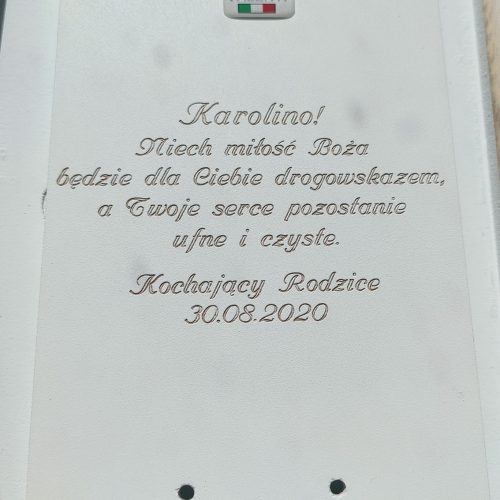 Karolino!
Niech miłość Boża
będzie dla Ciebie drogowskazem,
a Twoje serce pozostanie
ufne i czyste.
Kochający Rodzice
30.08.2020